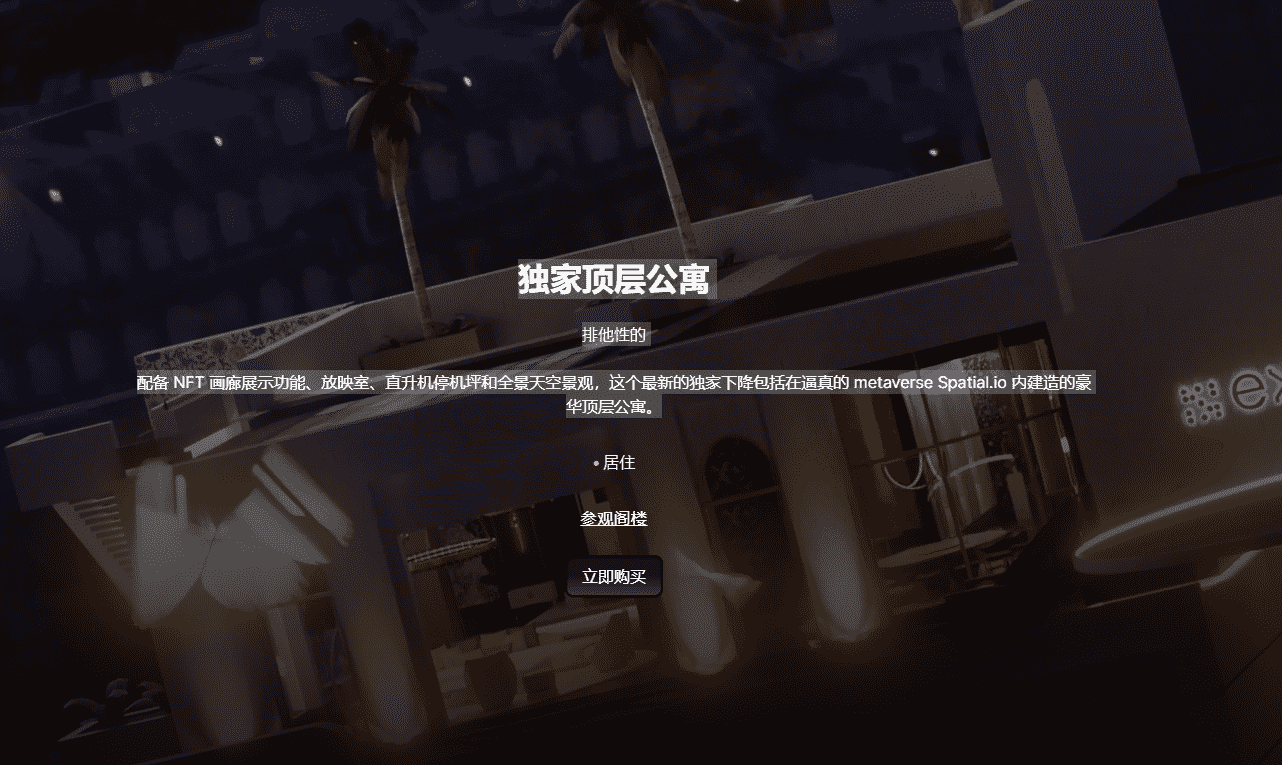 独家顶层公寓
排他性的
配备 NFT 画廊展示功能、放映室、直升机停机坪和全景天空景观，这个最新的独家下降包括在逼真的 metaverse Spatial.io 内建造的豪
华顶层公寓。
• 居住
参观阁楼
立即购买